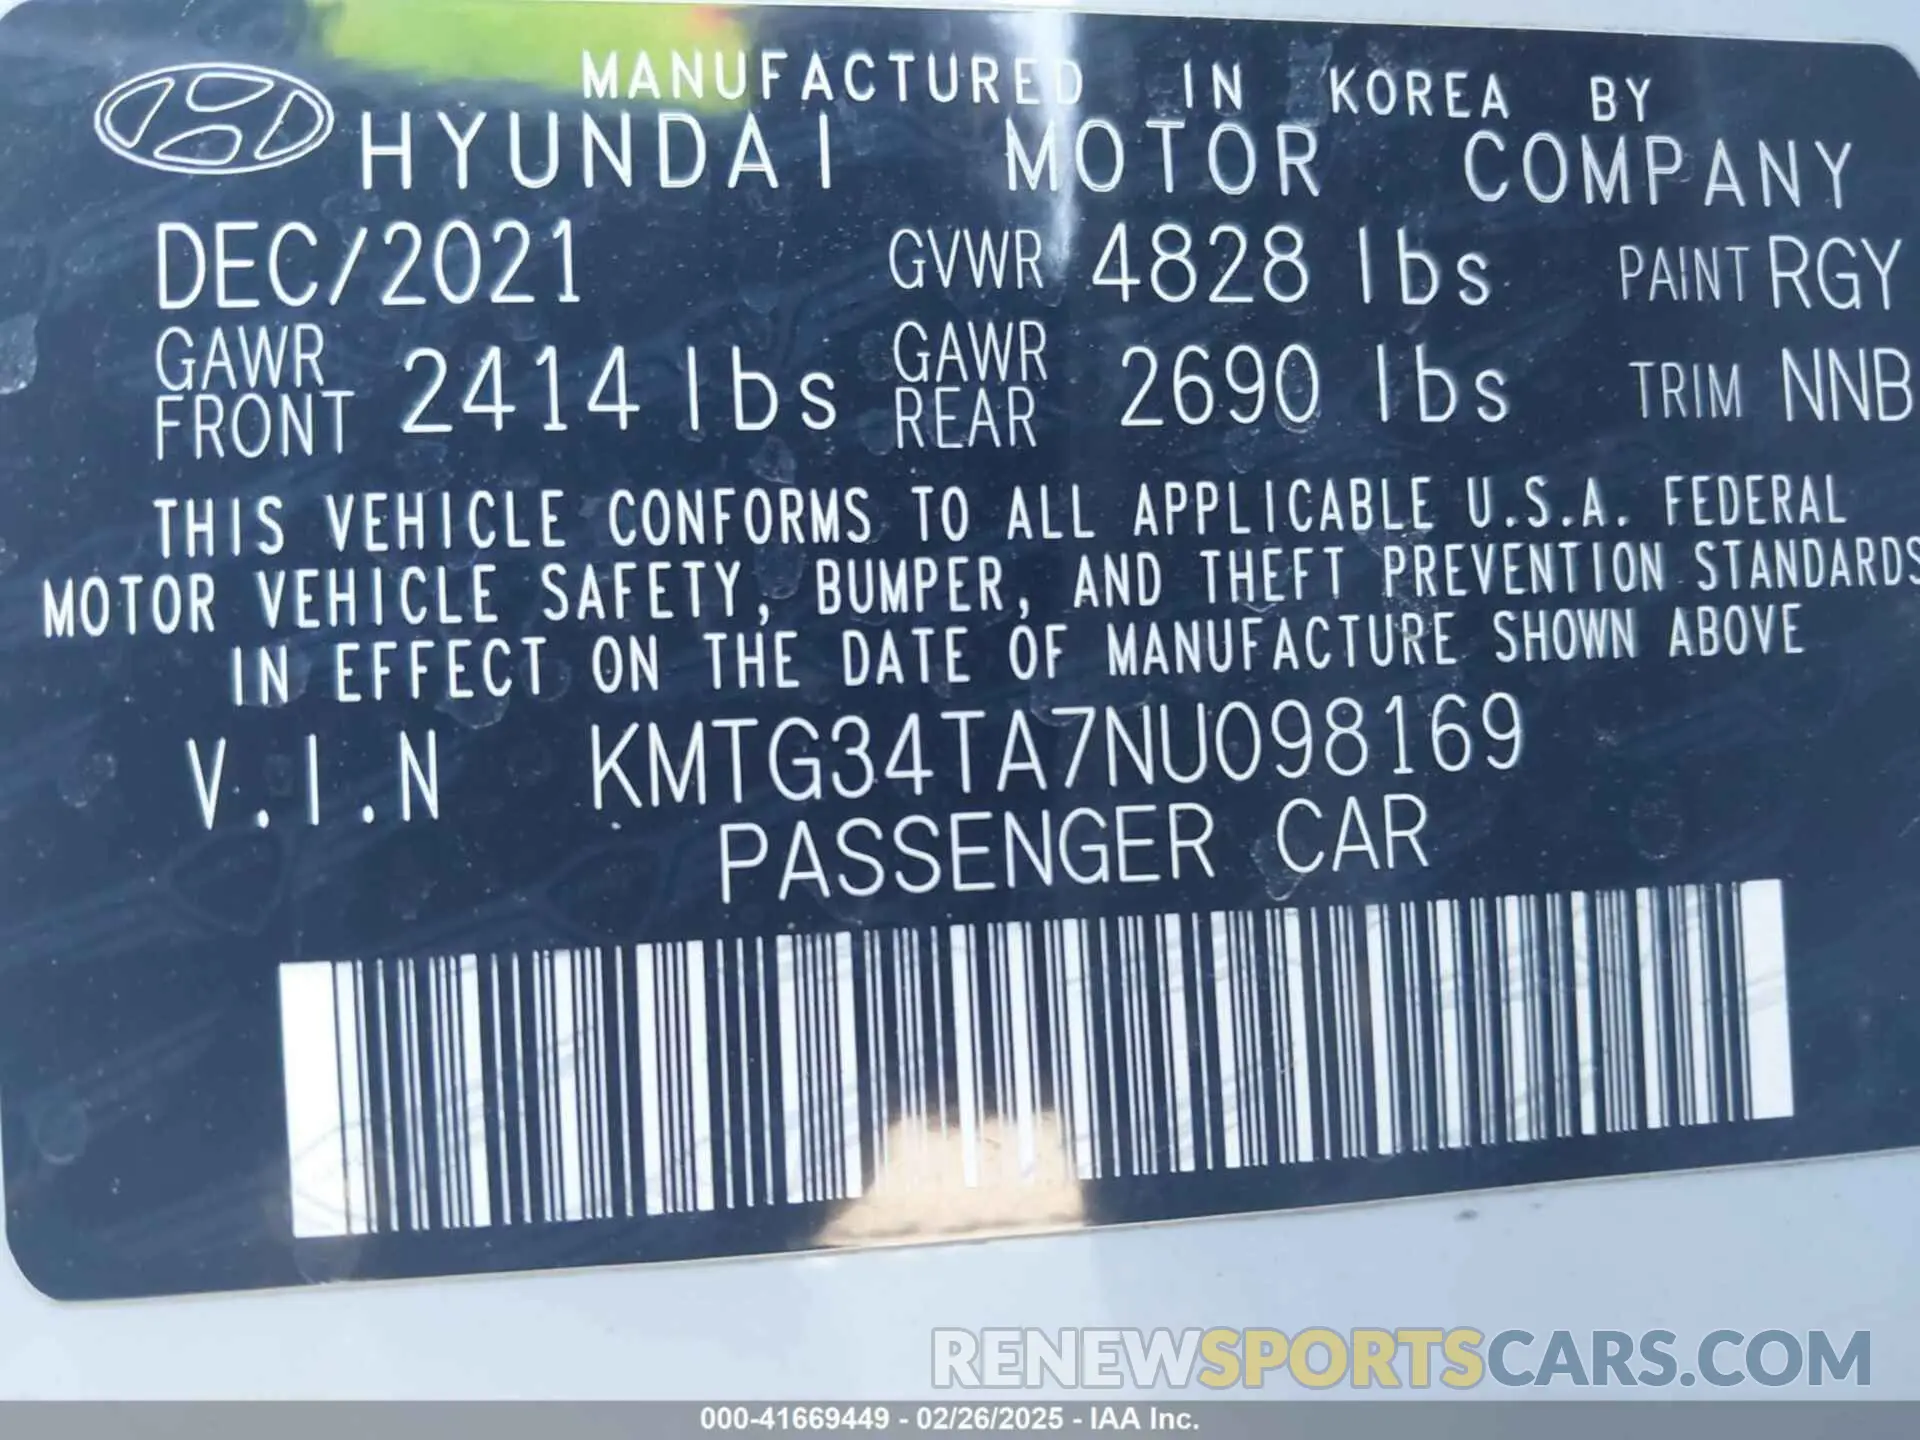 MANUFACTURED IN KOREA BY
HYUNDAI MOTOR COMPANY
DEC/2021 GVWR 4828 lbs PAINT RGY
GAWR FRONT 2414 lbs GAWR REAR 2690 lbs TRIM NNB
THIS VEHICLE CONFORMS TO ALL APPLICABLE U.S.A. FEDERAL
MOTOR VEHICLE SAFETY, BUMPER, AND THEFT PREVENTION STANDARDS
IN EFFECT ON THE DATE OF MANUFACTURE SHOWN ABOVE
V.I.N KMTG34TA7NU098169
PASSENGER CAR
RENEWSPORTSCARS.COM
000-41669449 - 02/26/2025 - IAA Inc.